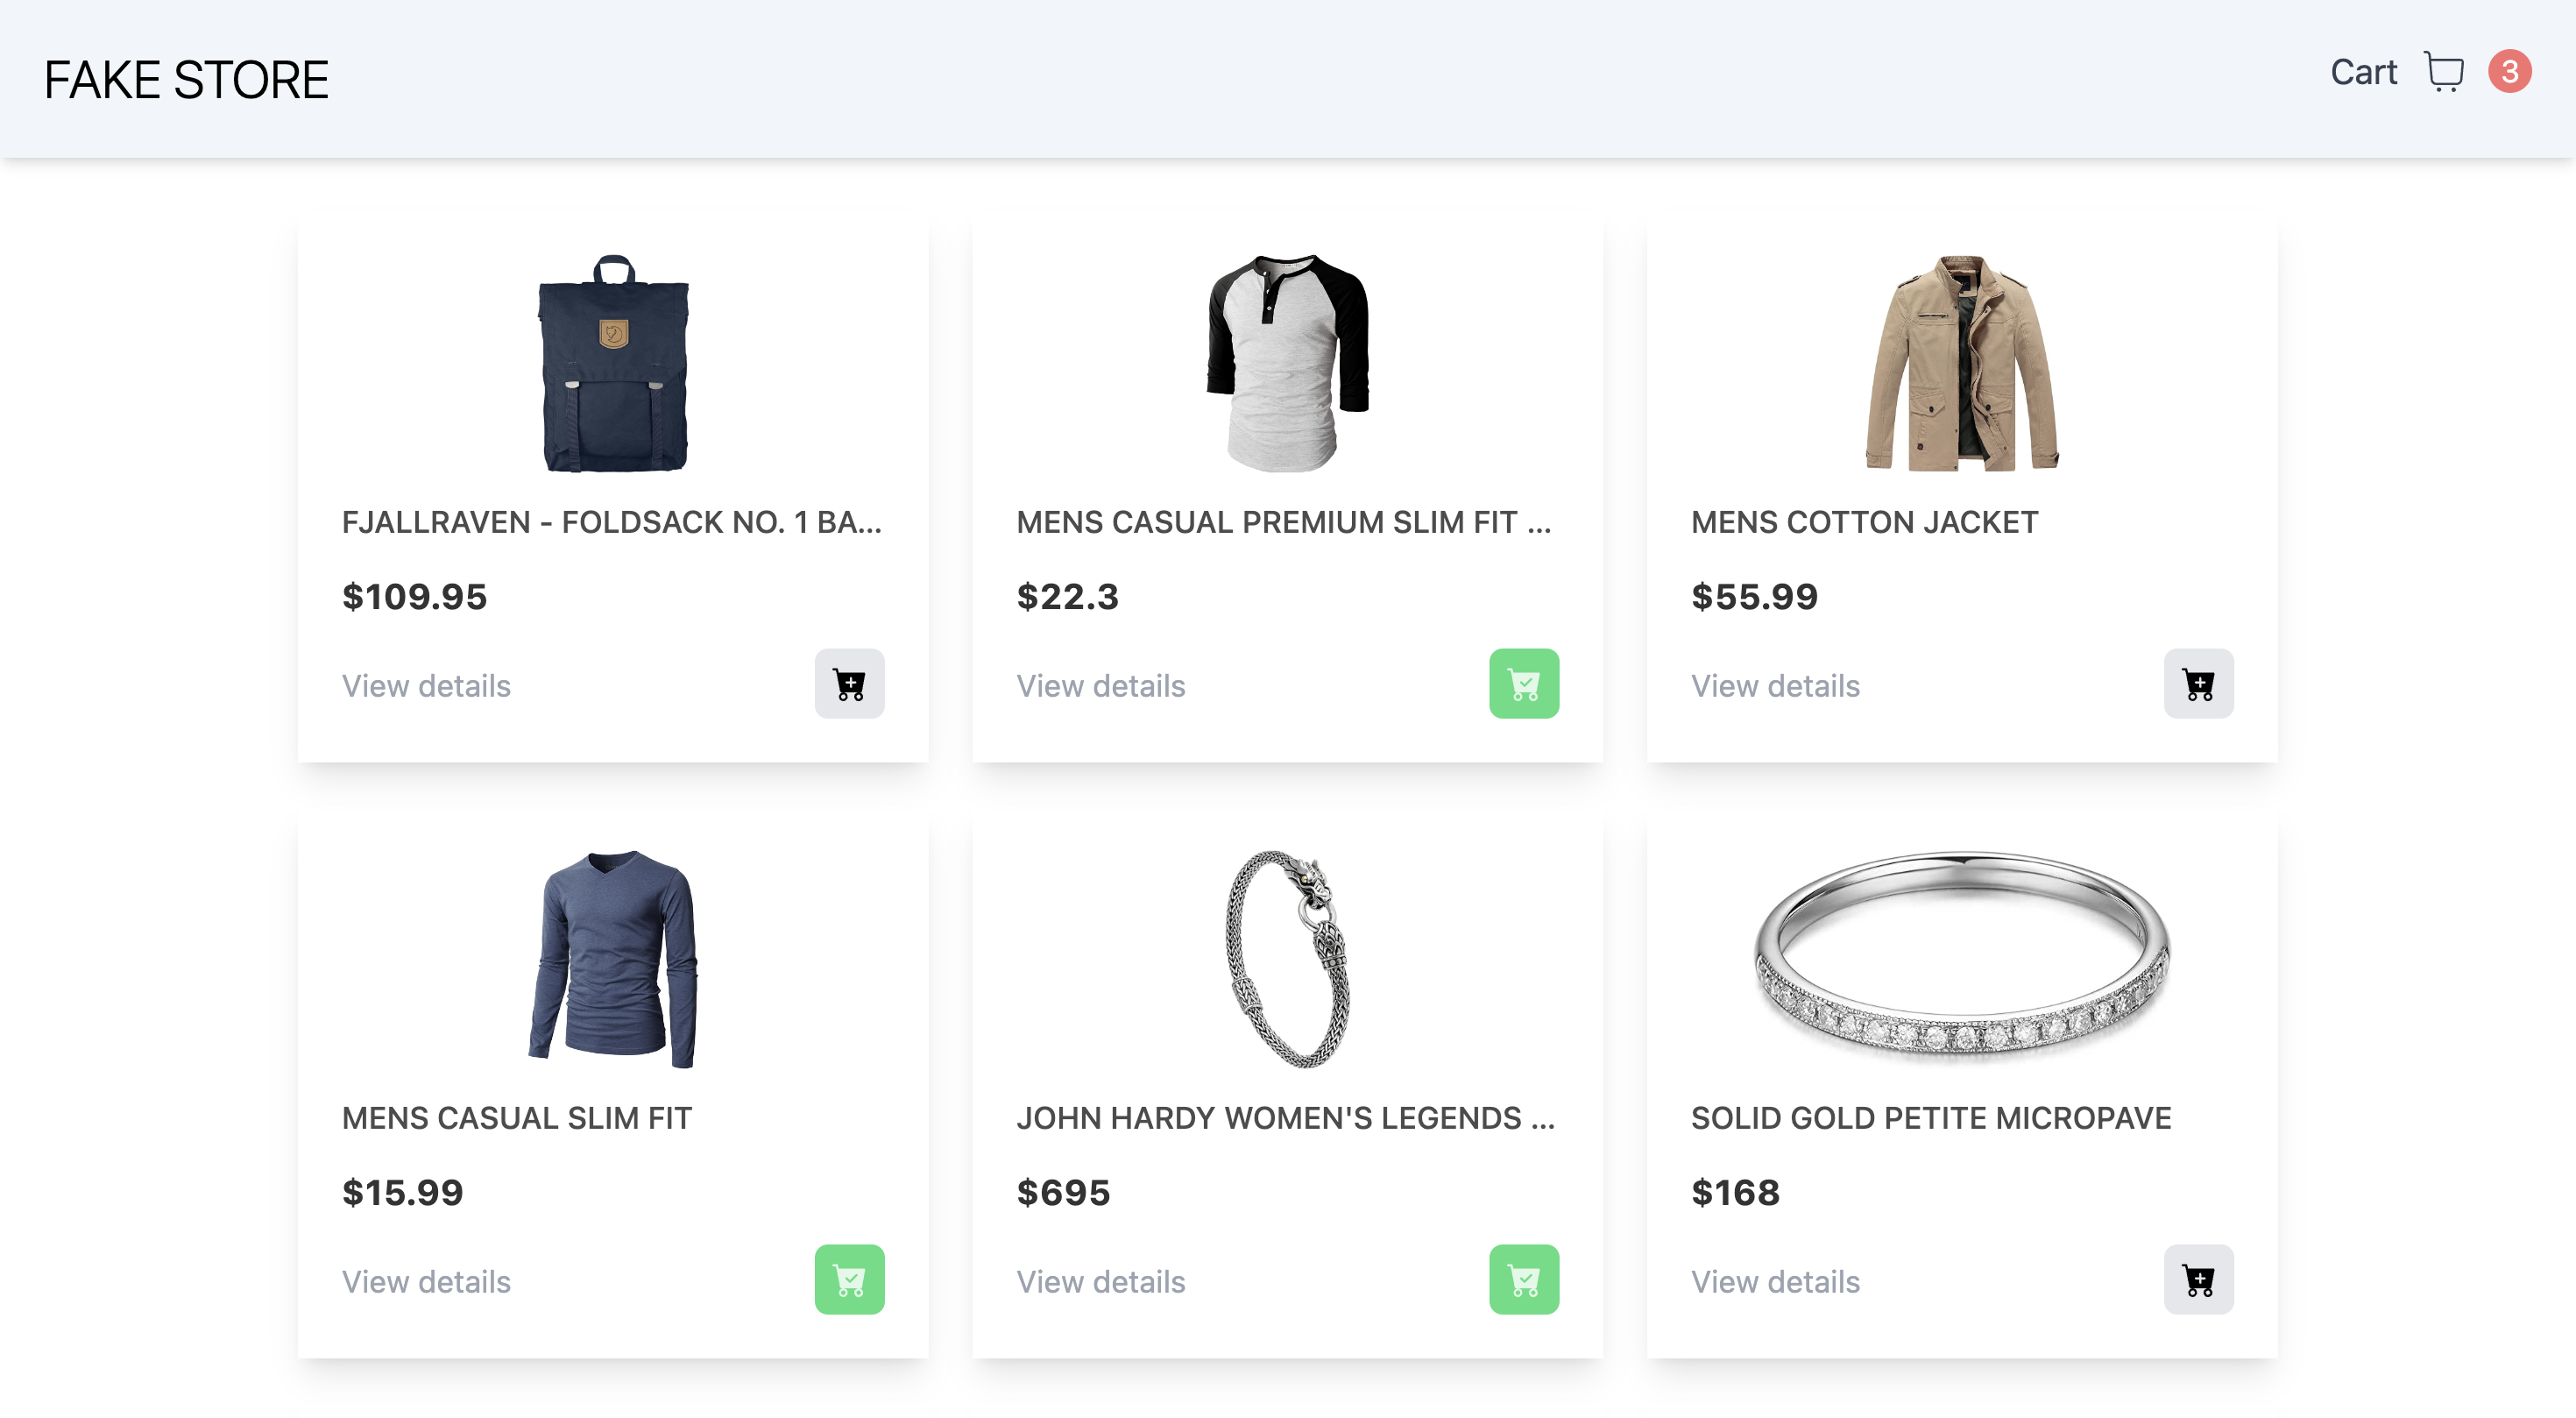 FAKE STORE
Cart 3
FJALLRAVEN - FOLDSACK NO. 1 BA...
$109.95
View details
MENS CASUAL PREMIUM SLIM FIT ...
$22.3
View details
MENS COTTON JACKET
$55.99
View details
MENS CASUAL SLIM FIT
$15.99
View details
JOHN HARDY WOMEN'S LEGENDS ...
$695
View details
SOLID GOLD PETITE MICROPAVE
$168
View details